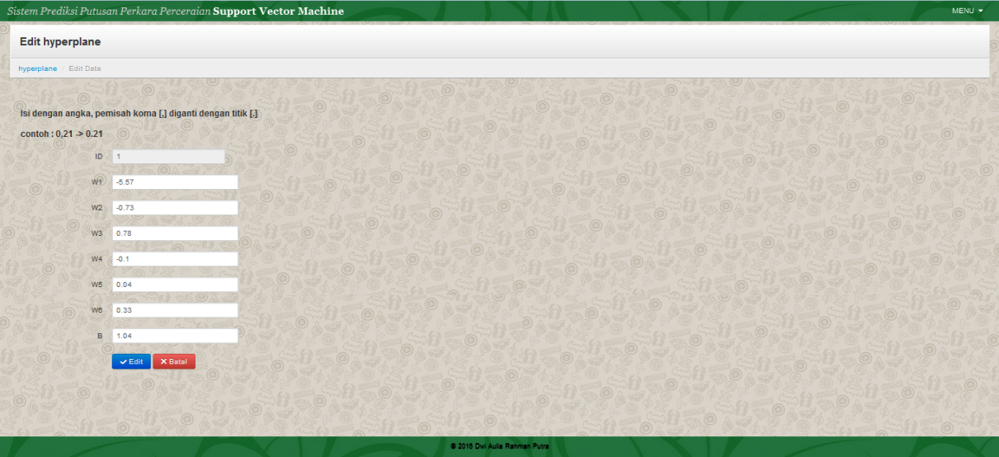 Sistem Prediksi Putusan Perkara Perceraian Support Vector Machine
MENU
Edit hyperplane
hyperplane / Edit Data
Isi dengan angka, pemisah koma [,] diganti dengan titik [.]
contoh : 0,21 -> 0.21
ID 1
W1 -5.57
W2 -0.73
W3 0.78
W4 -0.1
W5 0.04
W6 0.33
B 1.04
Edit Batal
© 2016 Dwi Aulia Rahman Putra